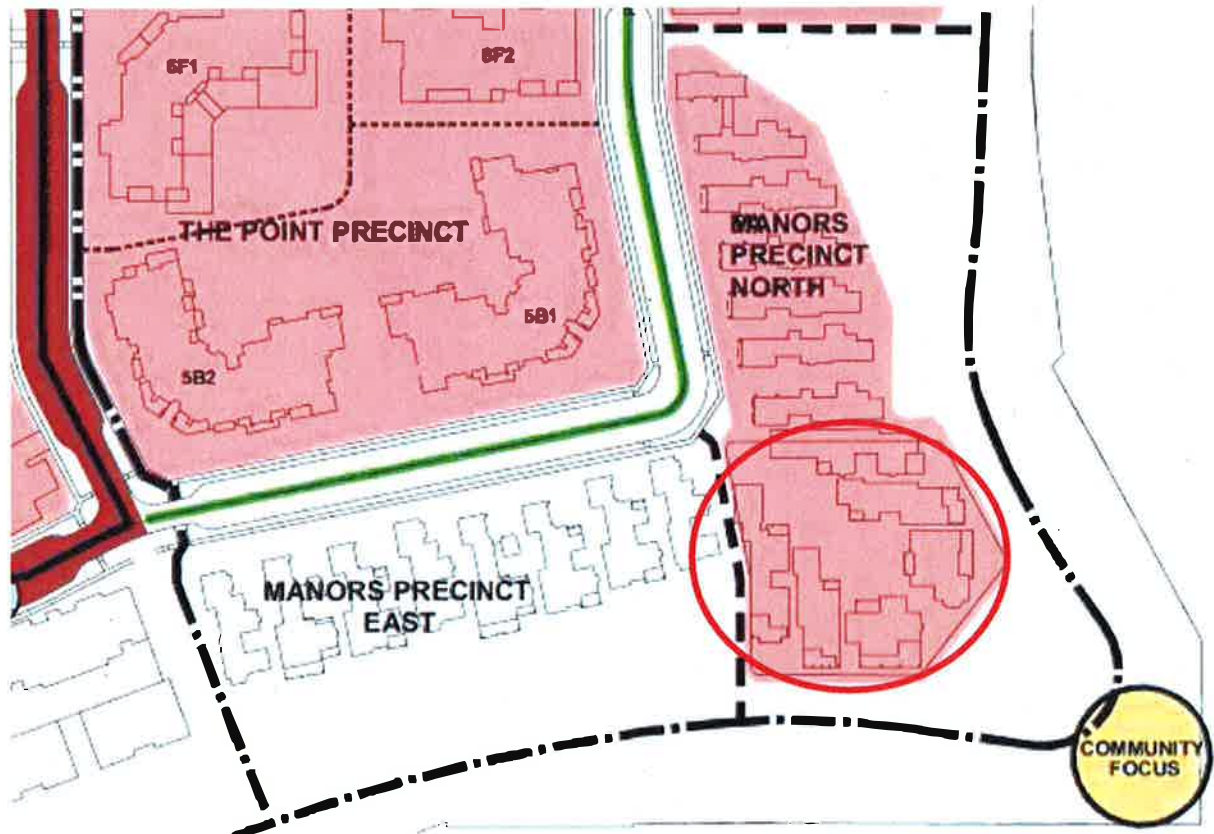 5F1
5F2
THE POINT PRECINCT
MANORS
PRECINCT
NORTH
5B1
5B2
MANORS PRECINCT
EAST
COMMUNITY
FOCUS